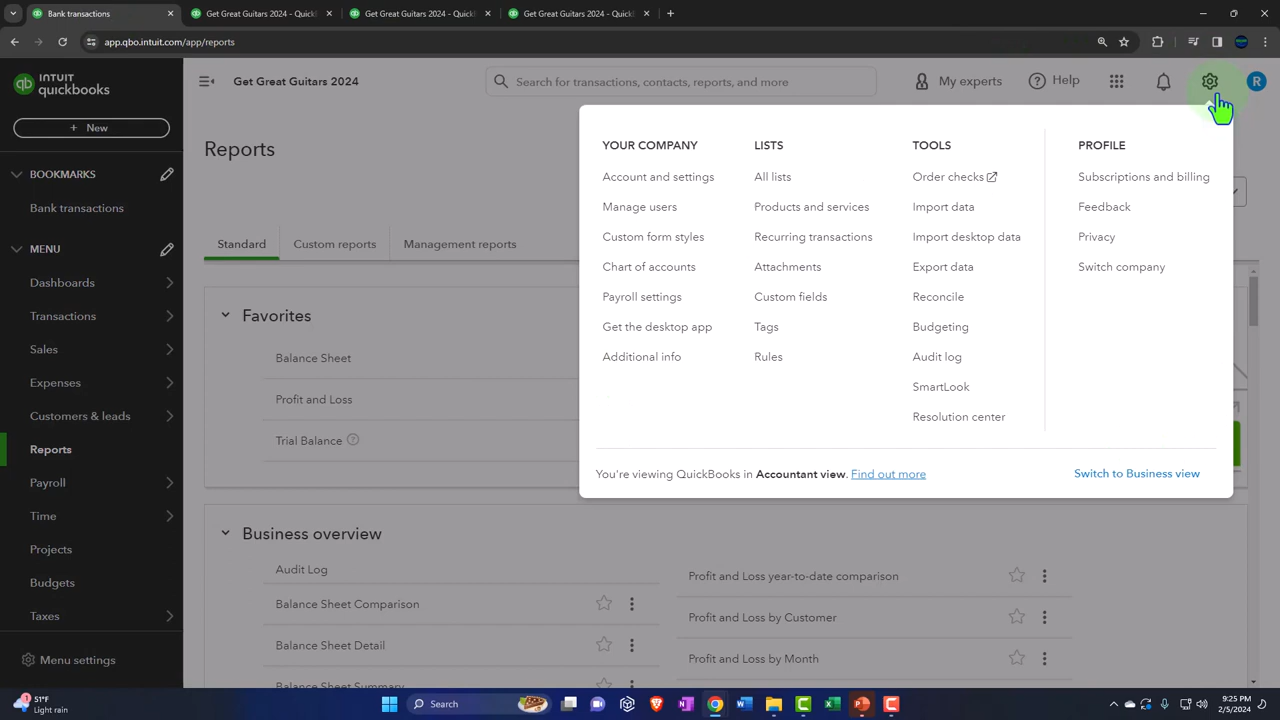 Bank transactions
Get Great Guitars 2024 - QuickB
Get Great Guitars 2024 - QuickB
Get Great Guitars 2024 - QuickB
app.qbo.intuit.com/app/reports
INTUIT
quickbooks
Get Great Guitars 2024
Search for transactions, contacts, reports, and more
My experts
Help
R
+ New
BOOKMARKS
Bank transactions
MENU
Dashboards
Transactions
Sales
Expenses
Customers & leads
Reports
Payroll
Time
Projects
Budgets
Taxes
Menu settings
Reports
Standard
Custom reports
Management reports
Favorites
Balance Sheet
Profit and Loss
Trial Balance
Business overview
Audit Log
Balance Sheet Comparison
Balance Sheet Detail
Balance Sheet Summary
Profit and Loss year-to-date comparison
Profit and Loss by Customer
Profit and Loss by Month
YOUR COMPANY
Account and settings
Manage users
Custom form styles
Chart of accounts
Payroll settings
Get the desktop app
Additional info
LISTS
All lists
Products and services
Recurring transactions
Attachments
Custom fields
Tags
Rules
TOOLS
Order checks
Import data
Import desktop data
Export data
Reconcile
Budgeting
Audit log
SmartLook
Resolution center
PROFILE
Subscriptions and billing
Feedback
Privacy
Switch company
You're viewing QuickBooks in Accountant view. Find out more
Switch to Business view
51°F
Light rain
Search
9:25 PM
2/5/2024